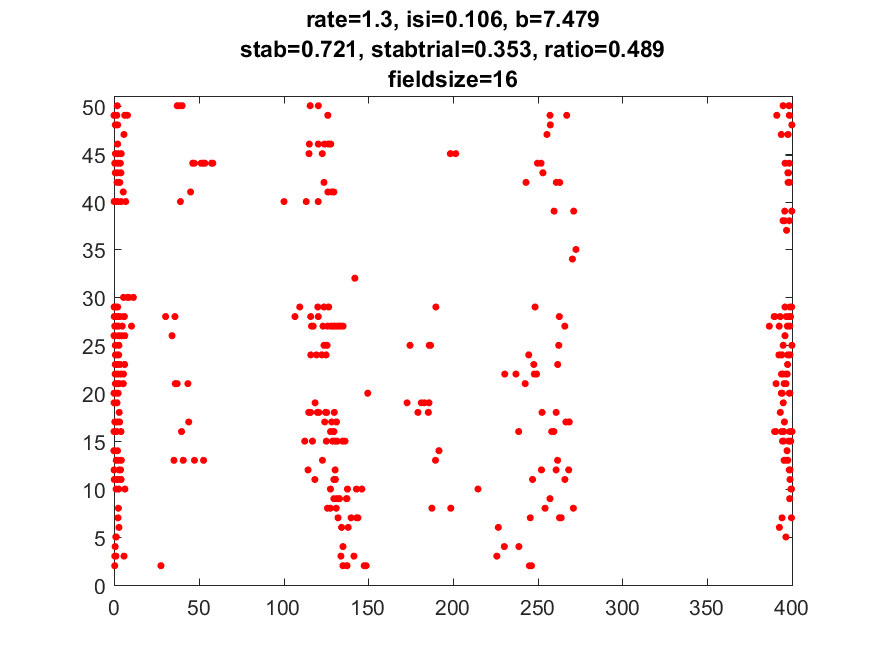 rate=1.3, isi=0.106, b=7.479
stab=0.721, stabtrial=0.353, ratio=0.489
fieldsize=16
50
45
40
35
30
25
20
15
10
5
0
0 50 100 150 200 250 300 350 400